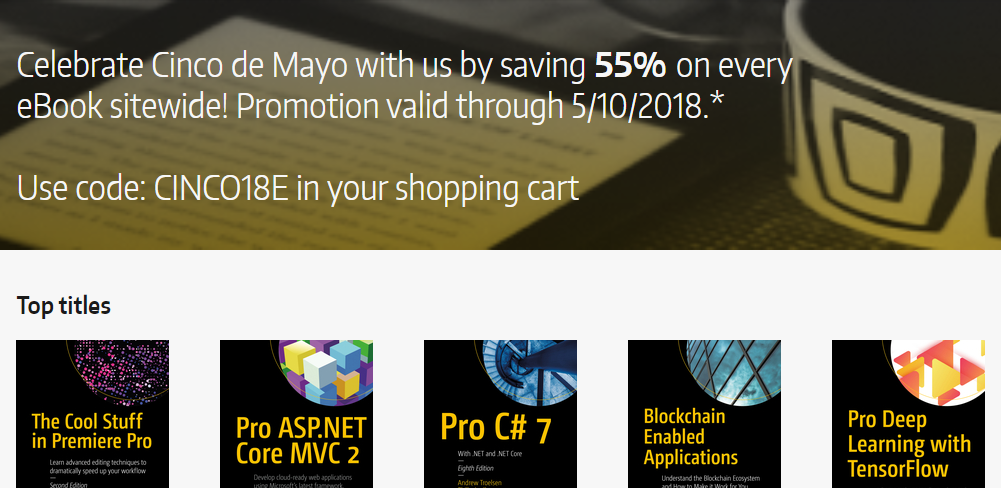 Celebrate Cinco de Mayo with us by saving 55% on every
eBook sitewide! Promotion valid through 5/10/2018.*
Use code: CINCO18E in your shopping cart
Top titles
The Cool Stuff
in Premiere Pro
Learn advanced editing techniques to
dramatically speed up your workflow
Second Edition
Pro ASP.NET
Core MVC 2
Develop cloud-ready web applications
using Microsoft's latest framework,
Pro C# 7
With .NET and .NET Core
Eighth Edition
Andrew Troelsen
Blockchain
Enabled
Applications
Understand the Blockchain Ecosystem
and How to Make it Work for You
Pro Deep
Learning with
TensorFlow